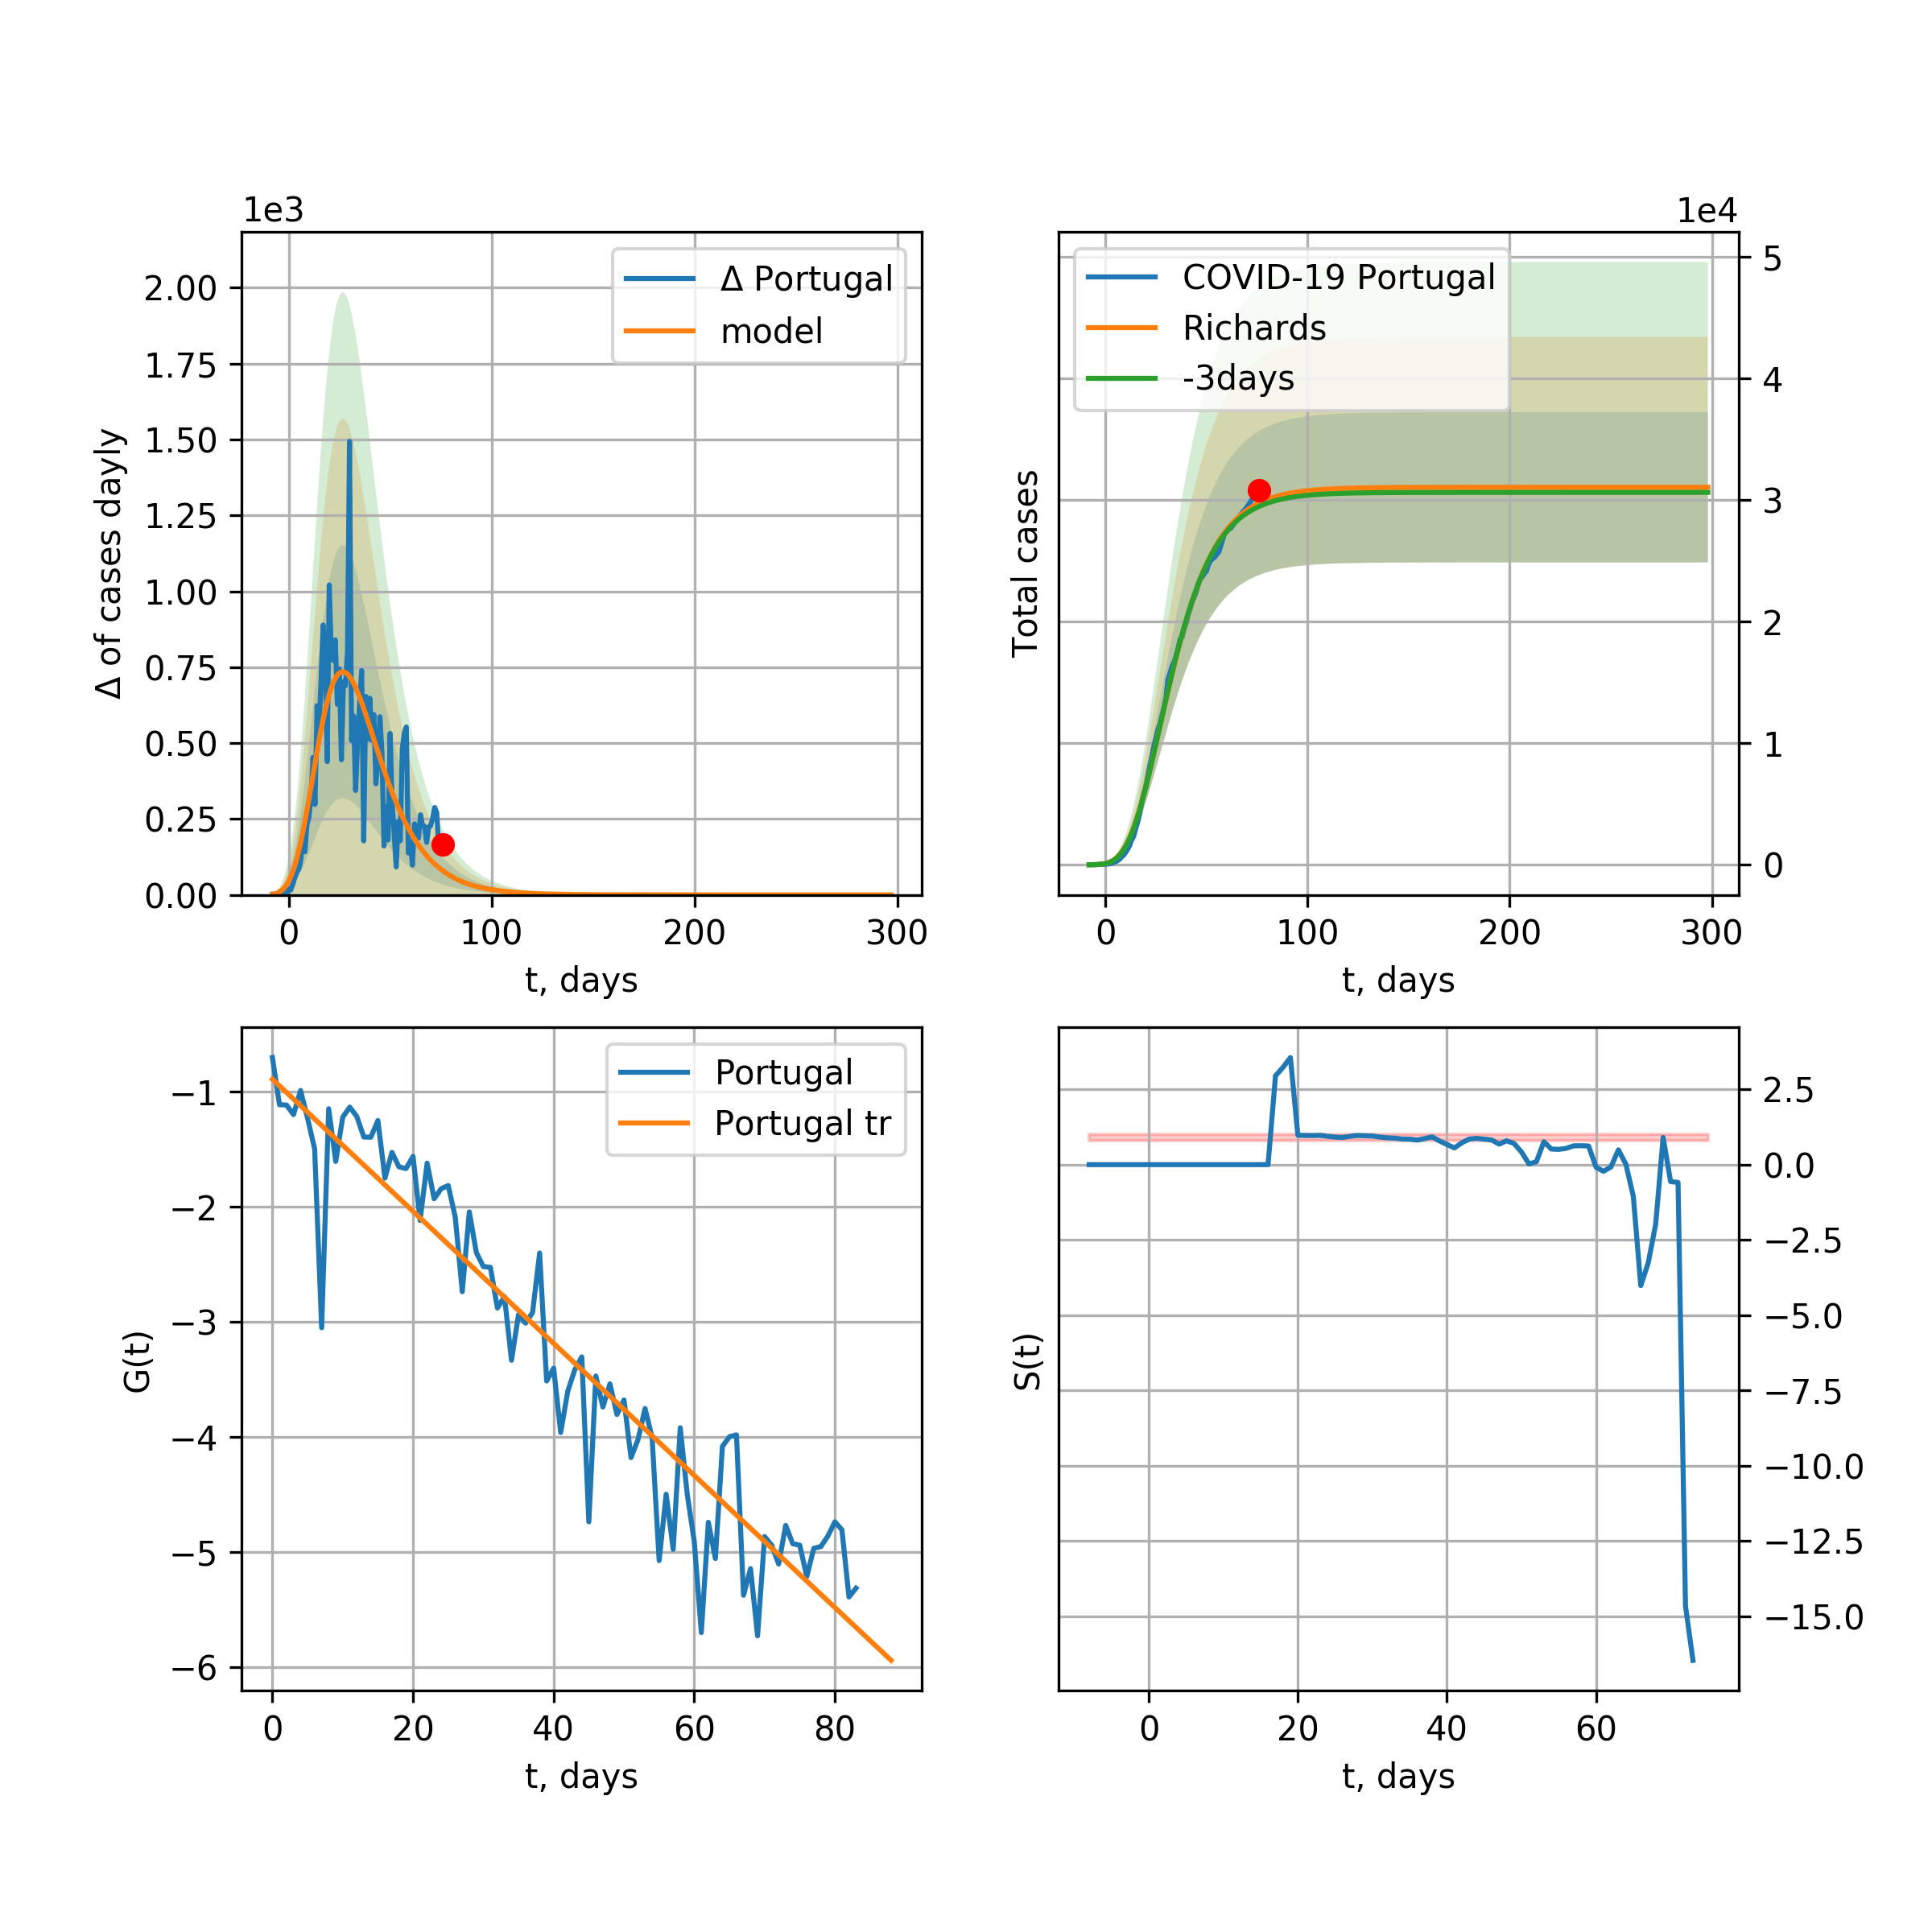 1e3
Δ Portugal
model
2.00
1.75
1.50
1.25
1.00
0.75
0.50
0.25
0.00
Δ of cases dayly
0 100 200 300
t, days
1e4
COVID-19 Portugal
Richards
-3days
5
4
3
2
1
0
Total cases
0 100 200 300
t, days
Portugal
Portugal tr
−1
−2
−3
−4
−5
−6
G(t)
0 20 40 60 80
t, days
2.5
0.0
−2.5
−5.0
−7.5
−10.0
−12.5
−15.0
S(t)
0 20 40 60
t, days